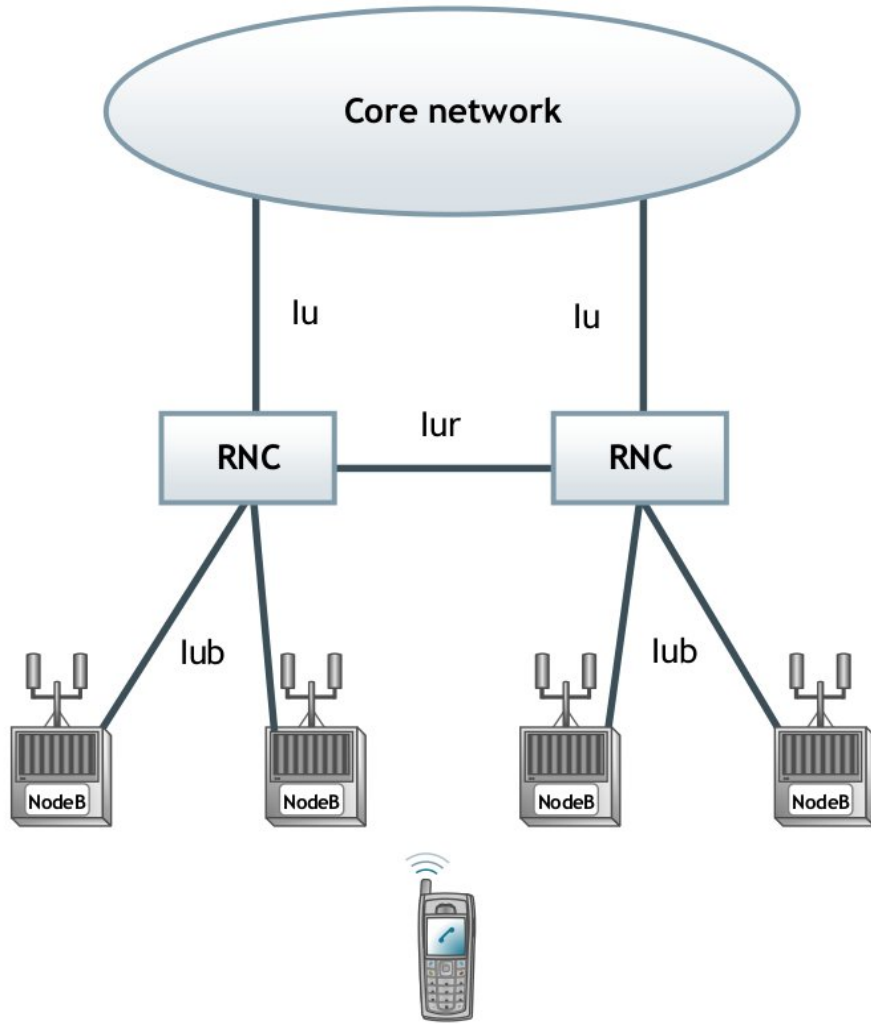 Core network
Iu
Iu
Iur
RNC
RNC
Iub
Iub
NodeB
NodeB
NodeB
NodeB